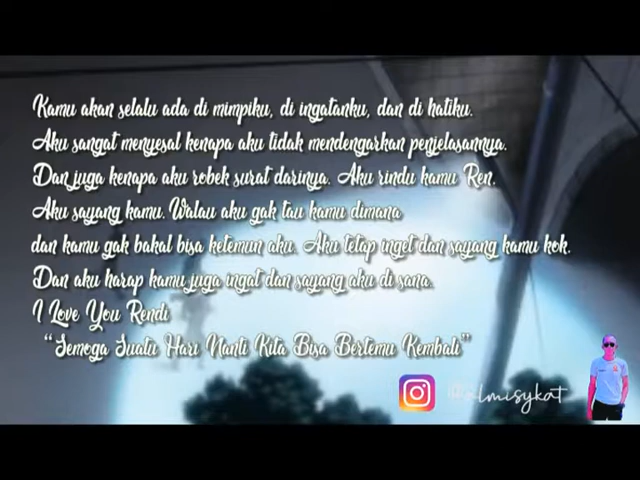 Kamu akan selalu ada di mimpiku, di ingatanku, dan di hatiku.
Aku sangat menyesal kenapa aku tidak mendengarkan penjelasannya.
Dan juga kenapa aku robek surat darinya. Aku rindu kamu Ren.
Aku sayang kamu. Walau aku gak tau kamu dimana
dan kamu gak bakal bisa ketemun aku. Aku tetap inget dan sayang kamu kok.
Dan aku harap kamu juga ingat dan sayang aku di sana.
I Love You Rendi
"Semoga Suatu Hari Nanti Kita Bisa Bertemu Kembali"